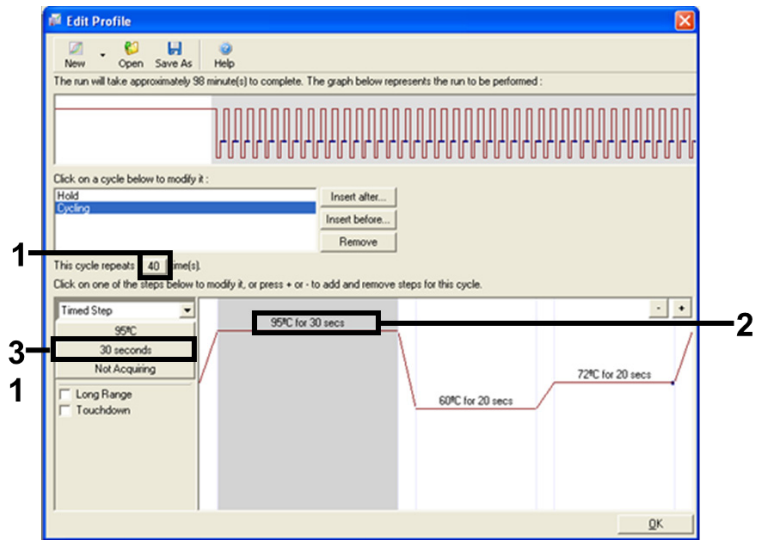 Edit Profile
New Open Save As Help
The run will take approximately 98 minute(s) to complete. The graph below represents the run to be performed :
Click on a cycle below to modify it :
Hold
Cycling
Insert after...
Insert before...
Remove
1
This cycle repeats 40 time(s).
Click on one of the steps below to modify it, or press + or - to add and remove steps for this cycle.
Timed Step
- +
95ºC
95ºC for 30 secs
2
3
30 seconds
Not Acquiring
72ºC for 20 secs
1
Long Range
60ºC for 20 secs
Touchdown
OK